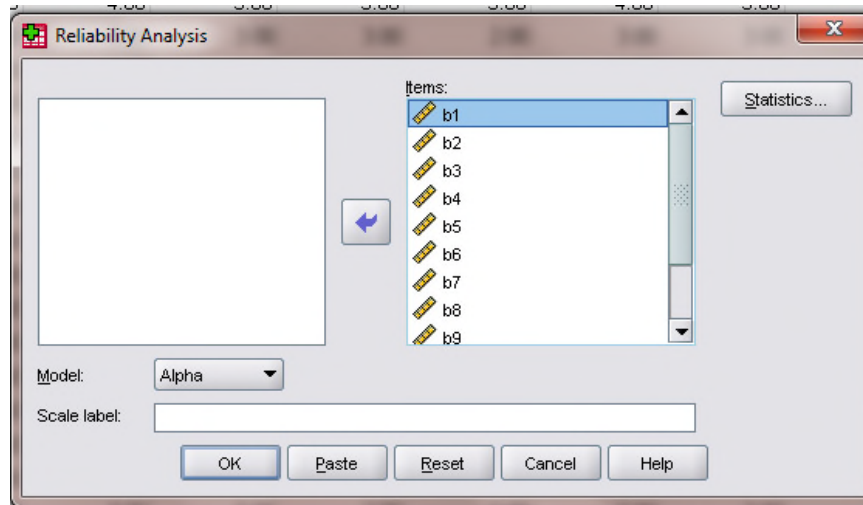 Reliability Analysis
Items:
b1
Statistics...
b2
b3
b4
b5
b6
b7
b8
b9
Model: Alpha
Scale label:
OK Paste Reset Cancel Help